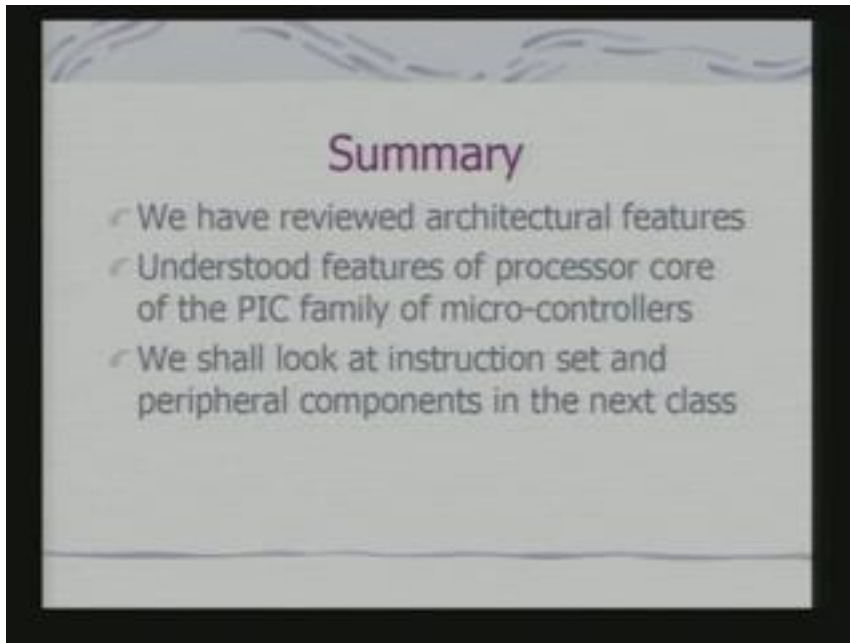 Summary
We have reviewed architectural features
Understood features of processor core
of the PIC family of micro-controllers
We shall look at instruction set and
peripheral components in the next class